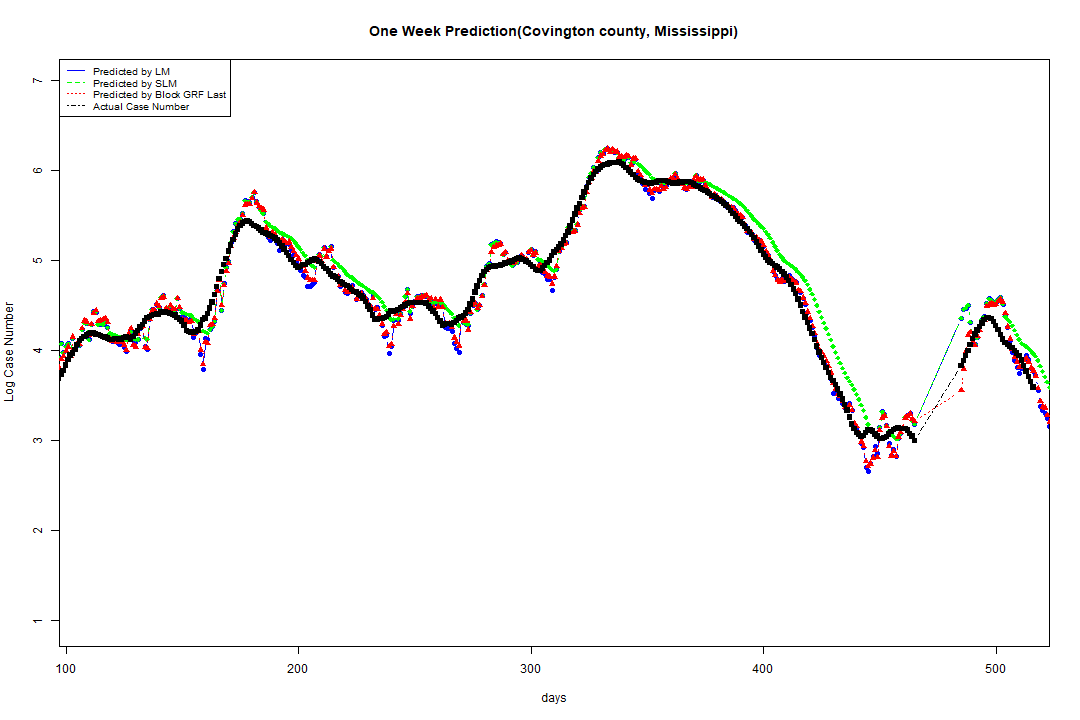 One Week Prediction(Covington county, Mississippi)
Predicted by LM
Predicted by SLM
Predicted by Block GRF Last
Actual Case Number
7
6
5
4
3
2
1
Log Case Number
100 200 300 400 500
days